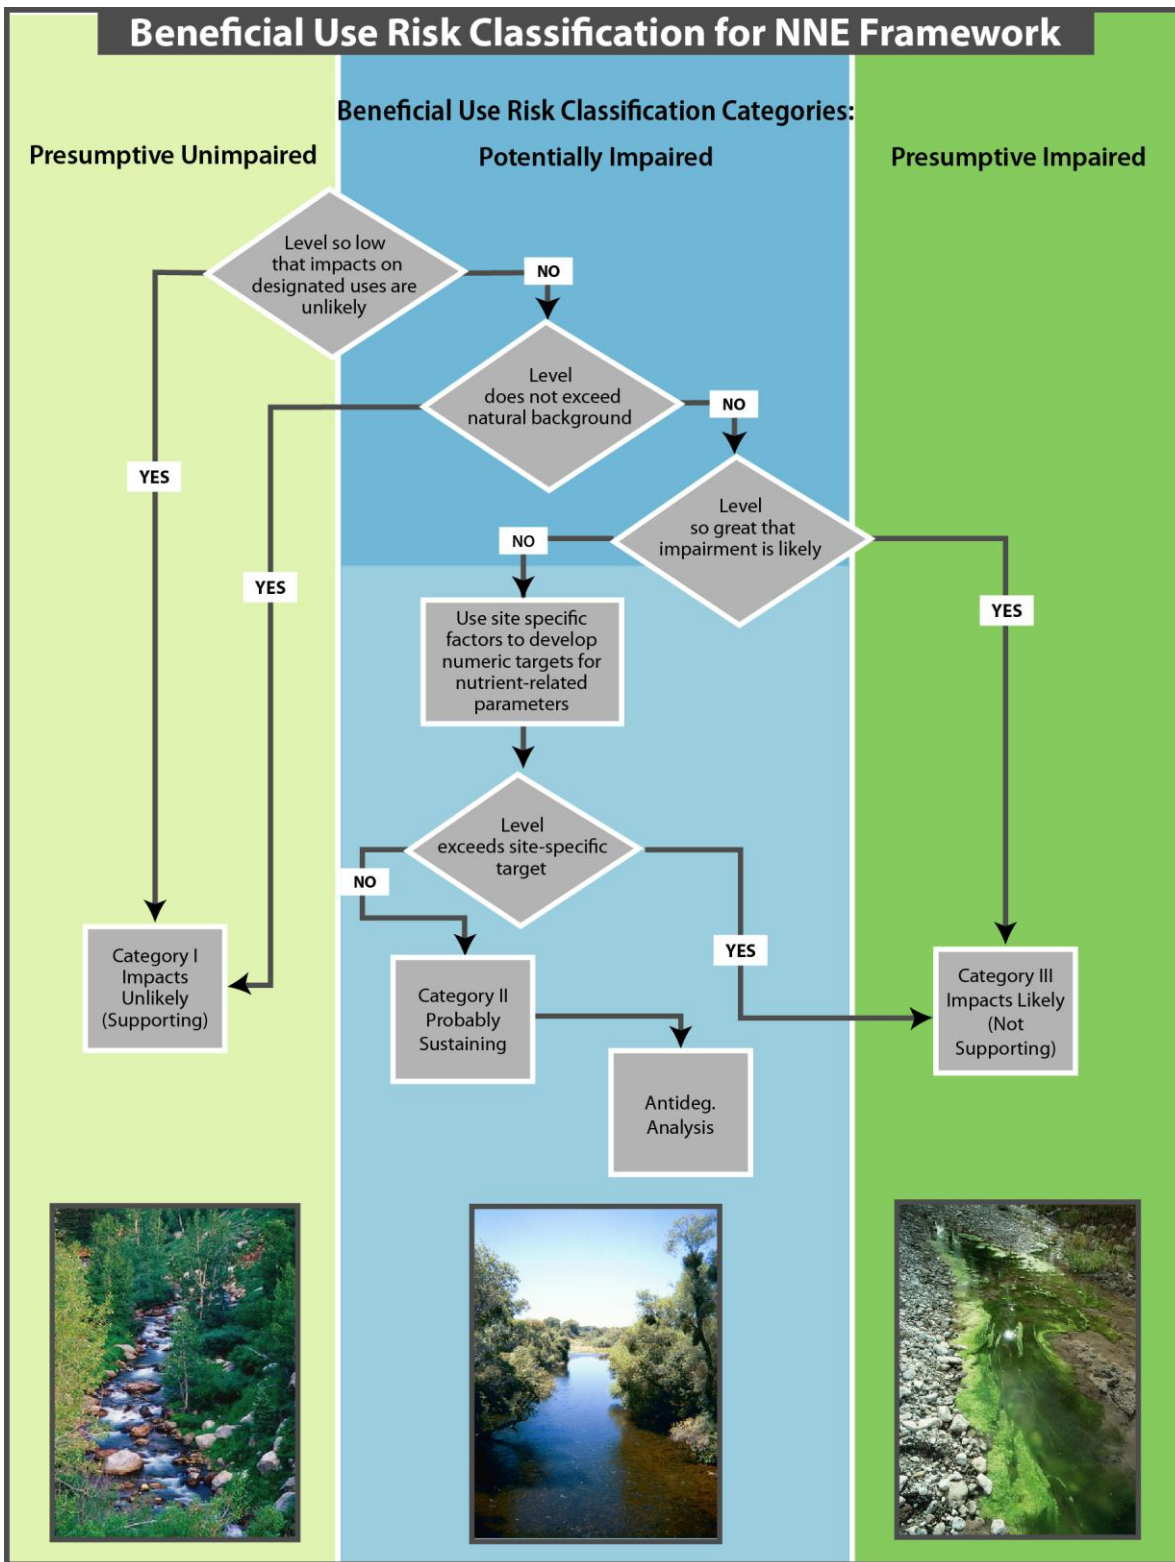 Beneficial Use Risk Classification for NNE Framework
Beneficial Use Risk Classification Categories:
Presumptive Unimpaired
Potentially Impaired
Presumptive Impaired
Level so low
that impacts on
designated uses are
unlikely
NO
Level
does not exceed
natural background
NO
YES
Level
so great that
impairment is likely
NO
YES
YES
Use site specific
factors to develop
numeric targets for
nutrient-related
parameters
Level
exceeds site-specific
target
NO
YES
Category I
Impacts
Unlikely
(Supporting)
Category II
Probably
Sustaining
Category III
Impacts Likely
(Not
Supporting)
Antideg.
Analysis